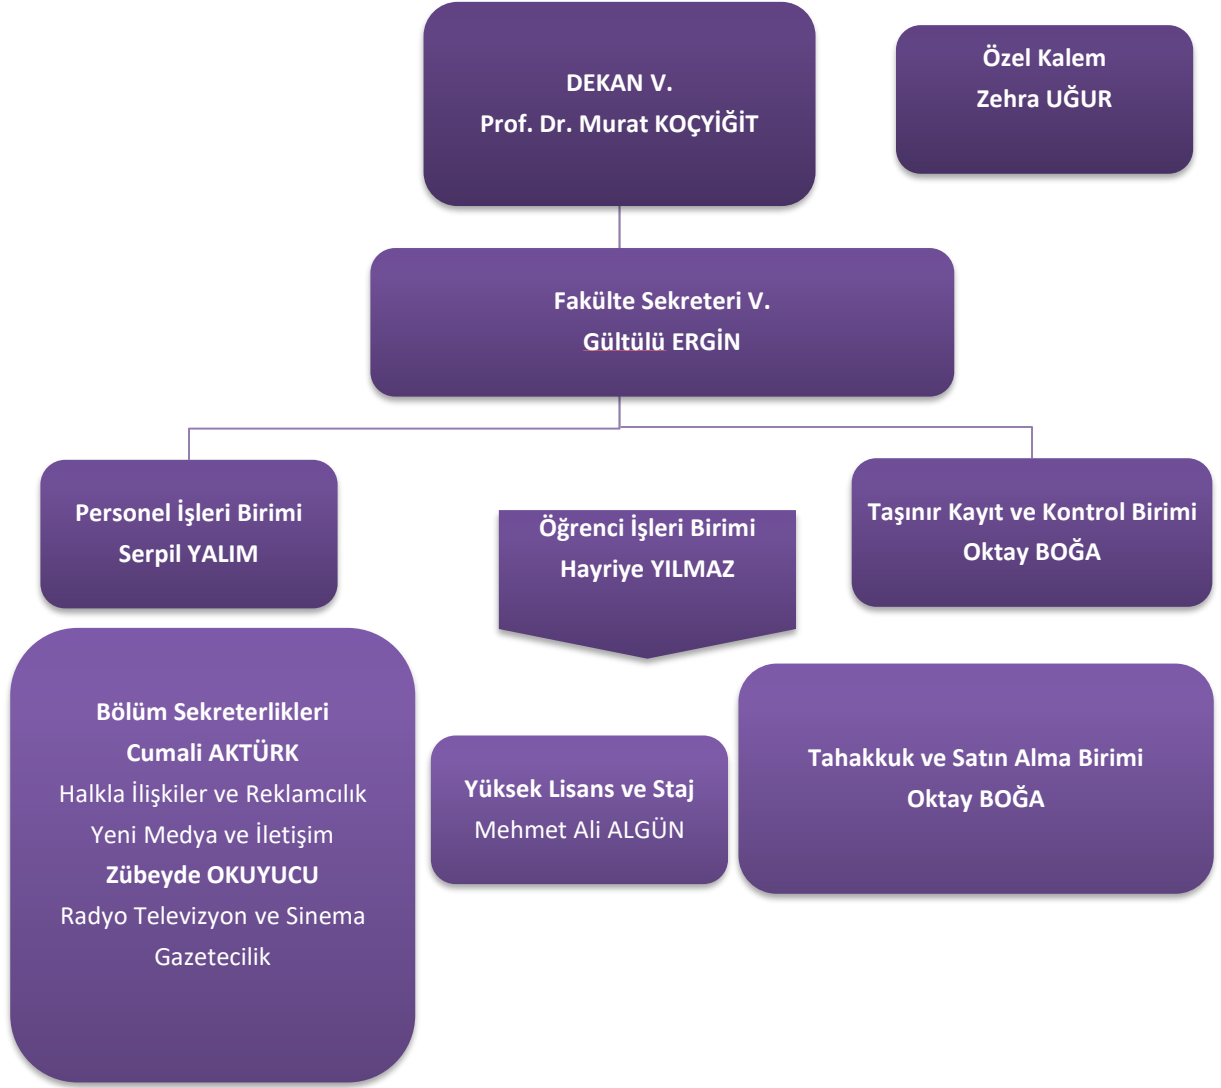 DEKAN V.
Prof. Dr. Murat KOÇYİĞİT
Özel Kalem
Zehra UĞUR
Fakülte Sekreteri V.
Gültülü ERGİN
Personel İşleri Birimi
Serpil YALIM
Öğrenci İşleri Birimi
Hayriye YILMAZ
Taşınır Kayıt ve Kontrol Birimi
Oktay BOĞA
Bölüm Sekreterlikleri
Cumali AKTÜRK
Halkla İlişkiler ve Reklamcılık
Yeni Medya ve İletişim
Zübeyde OKUYUCU
Radyo Televizyon ve Sinema
Gazetecilik
Yüksek Lisans ve Staj
Mehmet Ali ALGÜN
Tahakkuk ve Satın Alma Birimi
Oktay BOĞA